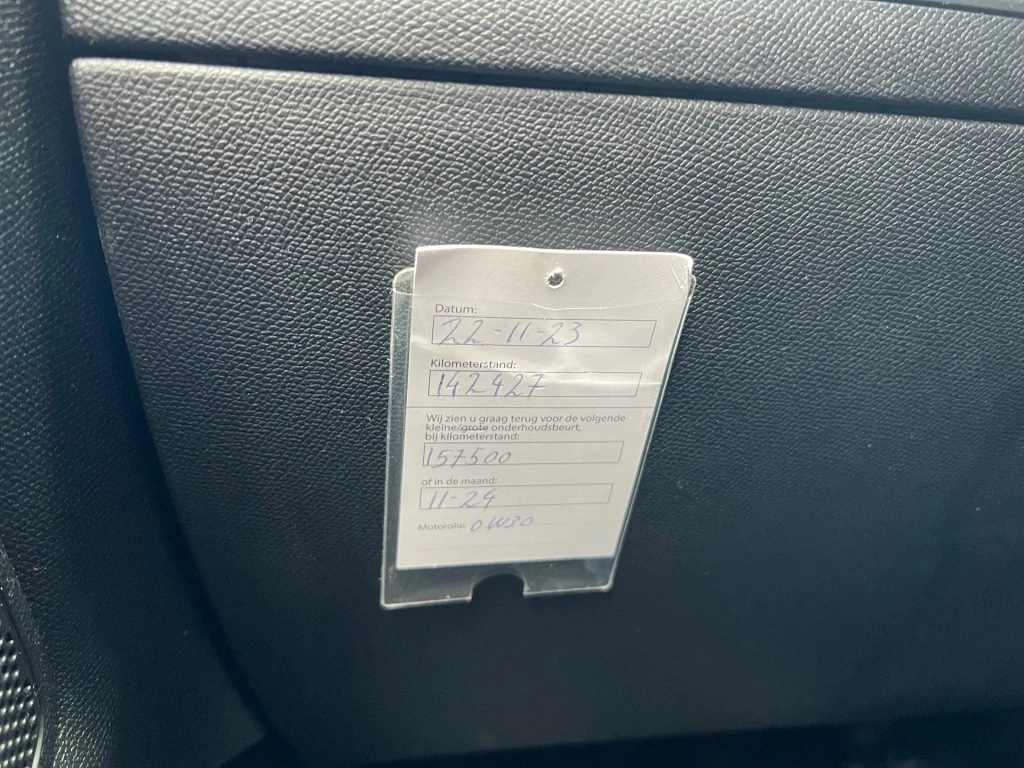 Datum:
22-11-23
Kilometerstand:
142427
Wij zien u graag terug voor de volgende
kleine/grote onderhoudsbeurt,
bij kilometerstand:
157500
of in de maand:
11-24
Motorolie: 0W30